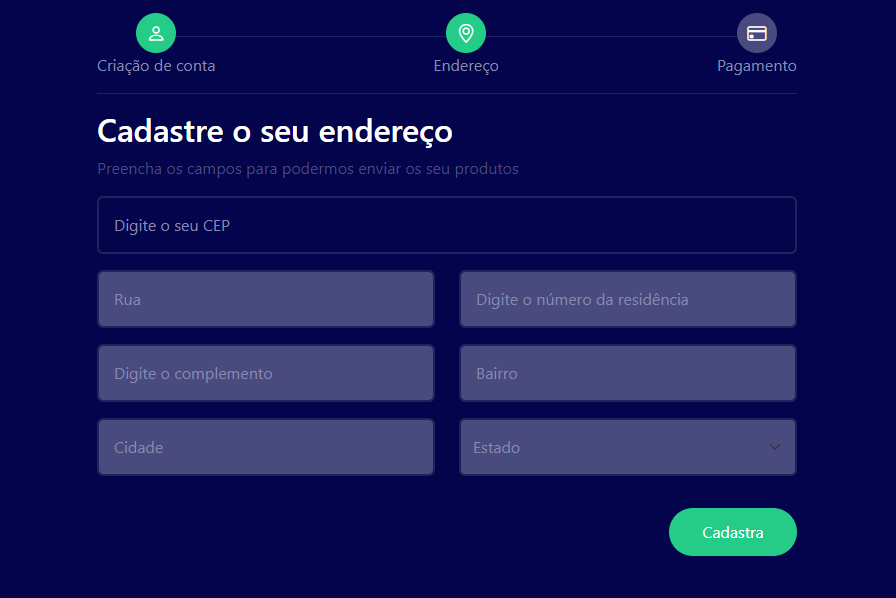 Criação de conta Endereço Pagamento
Cadastre o seu endereço
Preencha os campos para podermos enviar os seu produtos
Digite o seu CEP
Rua Digite o número da residência
Digite o complemento Bairro
Cidade Estado
Cadastra